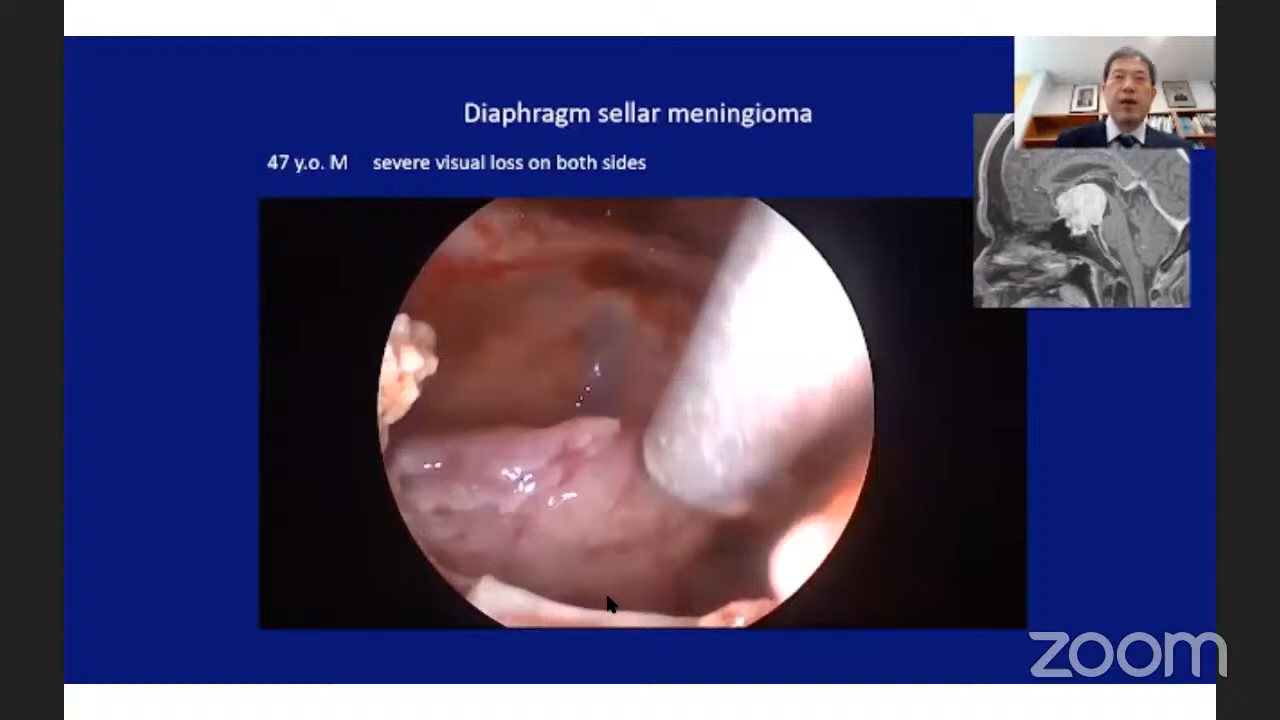 Diaphragm sellar meningioma
47 y.o. M severe visual loss on both sides
zoom